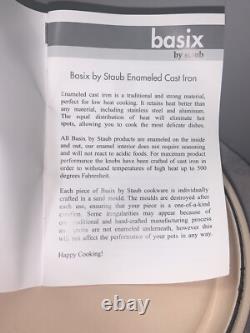 basix
by staub
Basix by Staub Enameled Cast Iron
Enameled cast iron is a traditional and strong material,
perfect for low heat cooking. It retains heat better than
any material, including stainless steel and aluminum.
The equal distribution of heat will eliminate hot
spots, allowing you to cook the most delicate dishes.
All Basix, by Staub products are enameled on the inside
and out, our enamel interior does not require seasoning
and will not react to acidic foods. For maximum product
performance the knobs have been crafted of cast iron in
order to withstand temperatures of high heat up to 500
degrees Fahrenheit.
Each piece of Basix by Staub cookware is individually
crafted in a sand mold. The moulds are destroyed after
each use, ensuring that your piece is a one-of-a-kind
creation. Some irregularities may appear because of
our traditional and hand-crafted manufacturing process
as are not enameled underneath, however this
will not affect the performance of your pots in any way.
Happy Cooking!